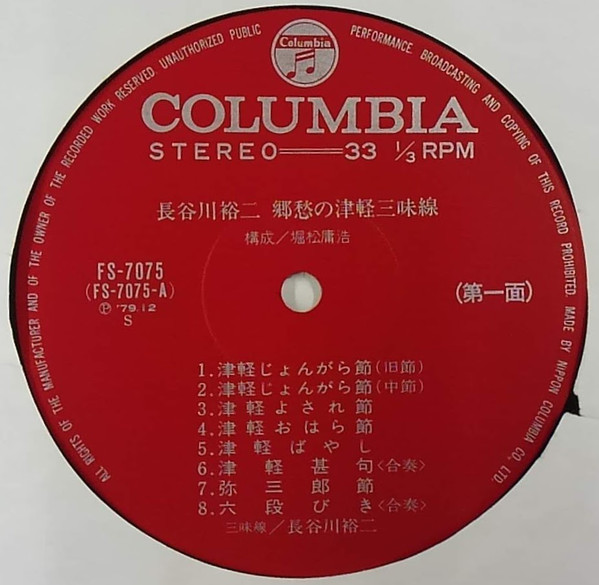 ALL RIGHTS OF THE MANUFACTURER AND OF THE OWNER OF THE RECORDED WORK RESERVED. UNAUTHORIZED PUBLIC PERFORMANCE, BROADCASTING AND COPYING OF THIS RECORD PROHIBITED. MADE BY NIPPON COLUMBIA CO., LTD
Columbia
COLUMBIA
STEREO 33 1/3 RPM
長谷川裕二 郷愁の津軽三味線
構成/堀松庸浩
FS-7075
(FS-7075-A)
(第一面)
Ⓟ '79.12
S
1.津軽じょんがら節(旧節)
2.津軽じょんがら節(中節)
3.津軽よされ節
4.津軽おはら節
5.津軽ばやし
6.津軽甚句〈合奏〉
7.弥三郎節
8.六段びき〈合奏〉
三味線/長谷川裕二